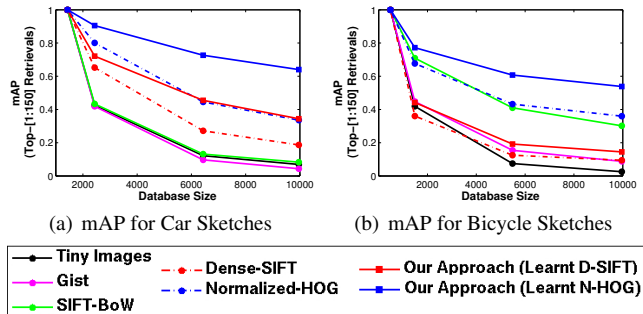 mAP
(Top-[1:150] Retrievals)
1
0.8
0.6
0.4
0.2
0
2000 4000 6000 8000 10000
Database Size
(a) mAP for Car Sketches
mAP
(Top-[1:150] Retrievals)
1
0.8
0.6
0.4
0.2
0
2000 4000 6000 8000 10000
Database Size
(b) mAP for Bicycle Sketches
Tiny Images
Gist
SIFT-BoW
Dense-SIFT
Normalized-HOG
Our Approach (Learnt D-SIFT)
Our Approach (Learnt N-HOG)